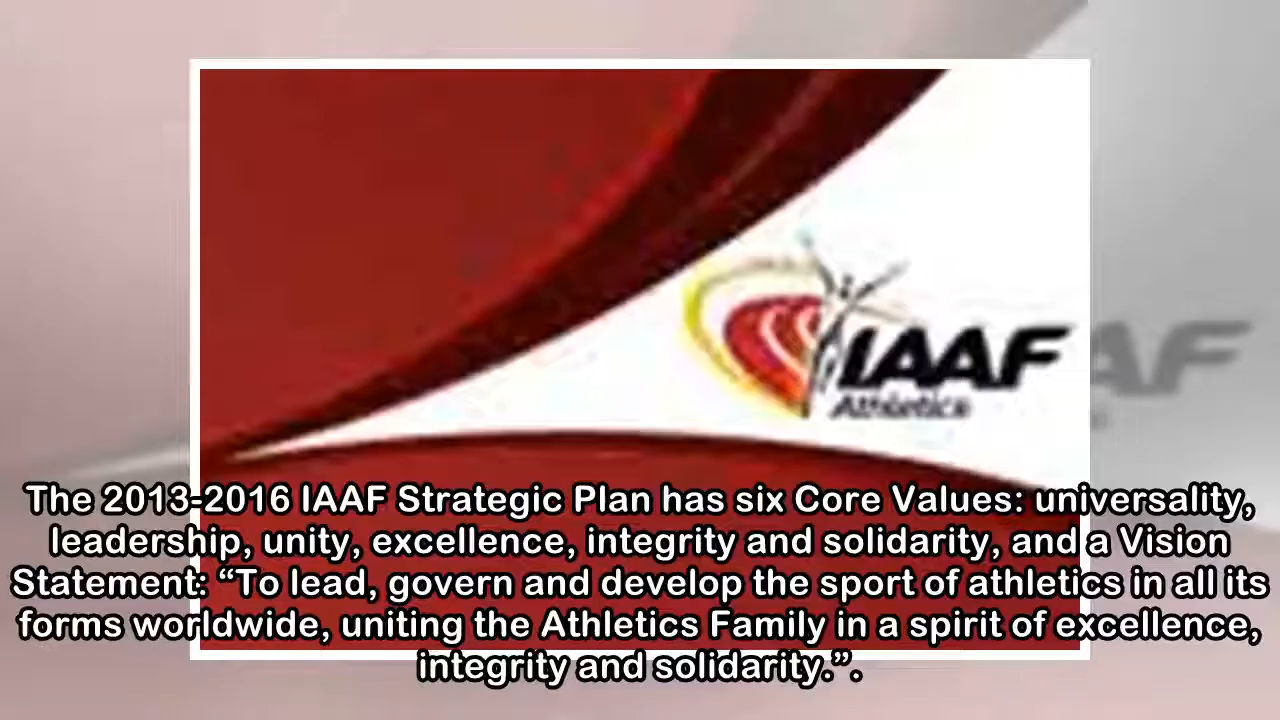 IAAF
Athletics
AF
The 2013-2016 IAAF Strategic Plan has six Core Values: universality,
leadership, unity, excellence, integrity and solidarity, and a Vision
Statement: “To lead, govern and develop the sport of athletics in all its
forms worldwide, uniting the Athletics Family in a spirit of excellence,
integrity and solidarity.”.